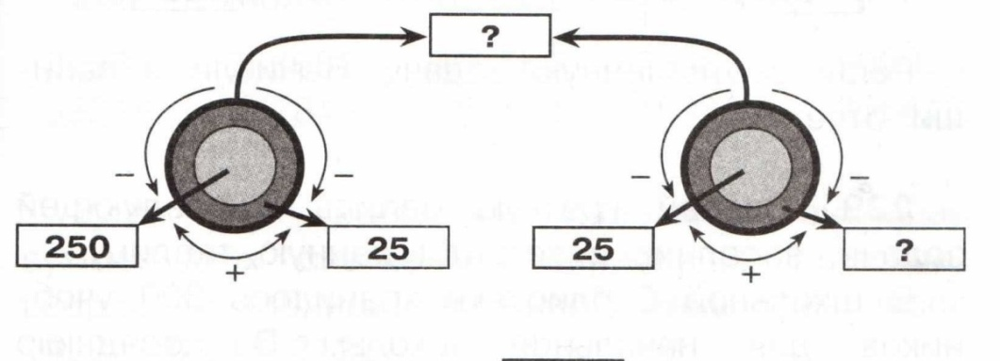 ?
− − − −
250 25 25 ?
+ +